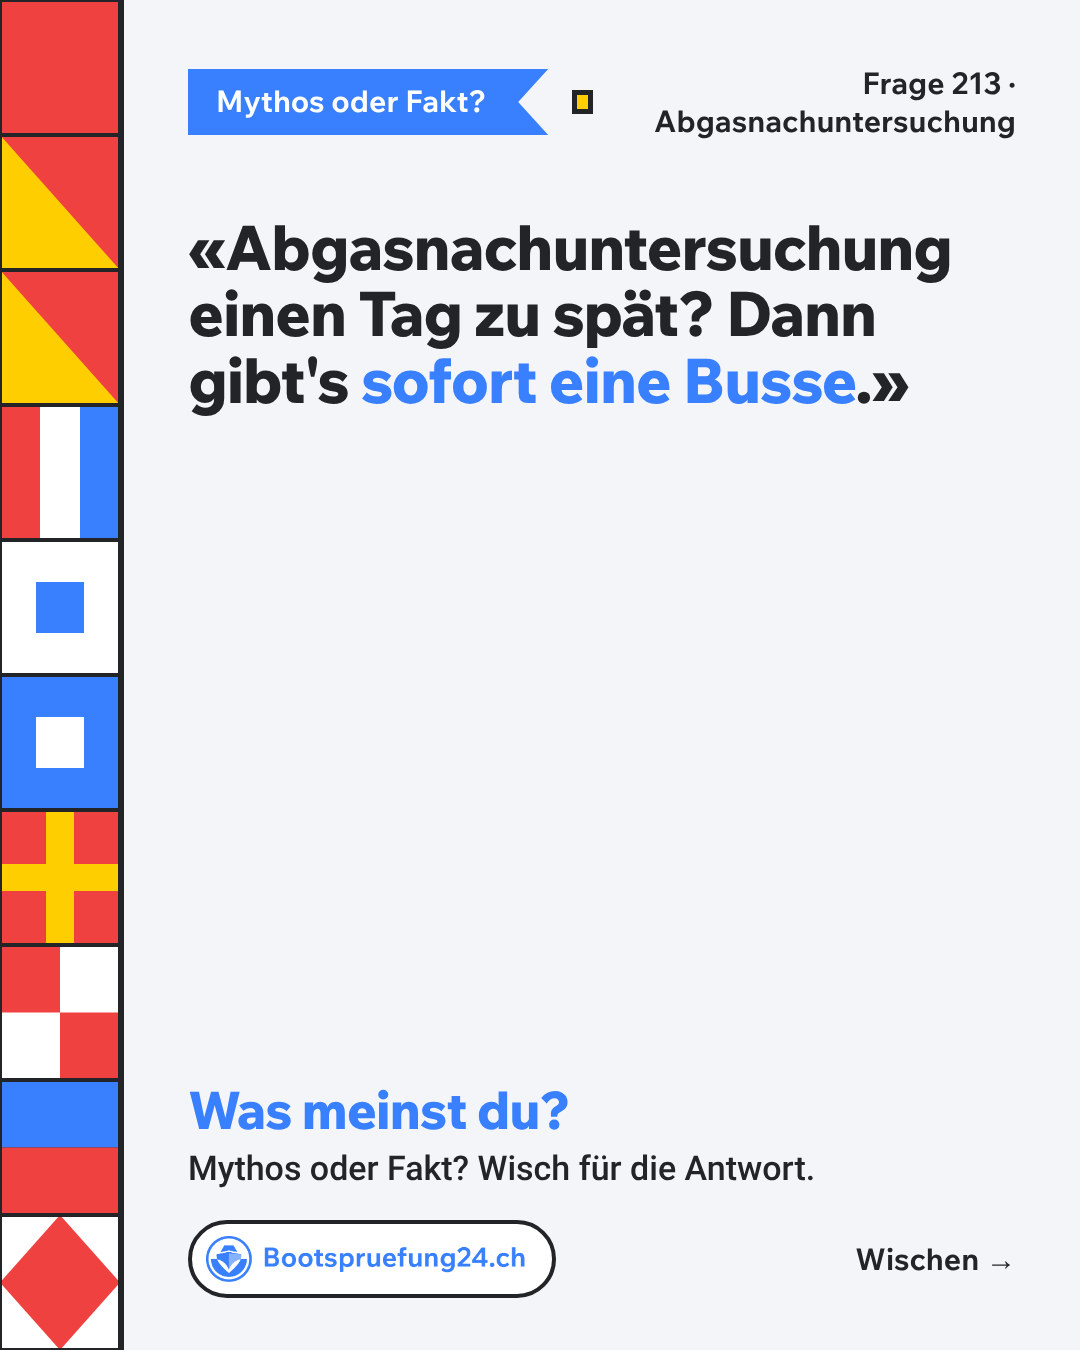 Mythos oder Fakt?
Frage 213 ·
Abgasnachuntersuchung
«Abgasnachuntersuchung
einen Tag zu spät? Dann
gibt's sofort eine Busse.»
Was meinst du?
Mythos oder Fakt? Wisch für die Antwort.
Bootspruefung24.ch
Wischen →